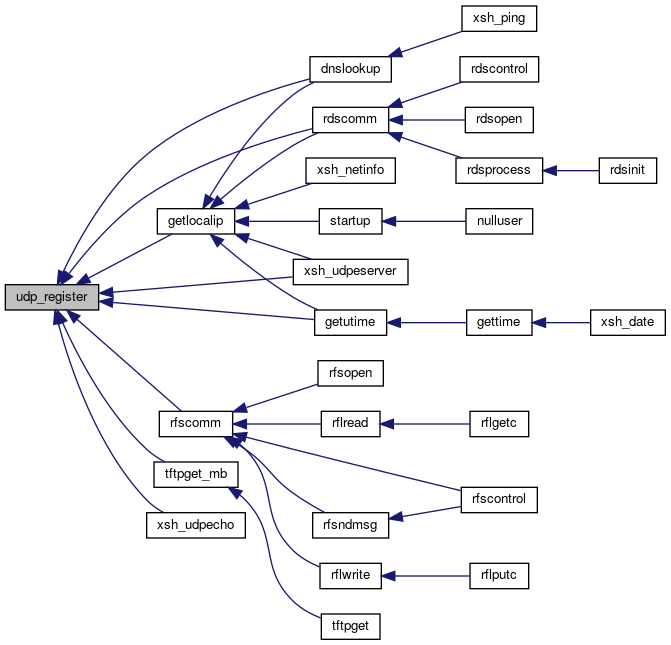 xsh_ping
dnslookup
rdscontrol
rdscomm
rdsopen
xsh_netinfo
rdsprocess
rdsinit
getlocalip
startup
nulluser
xsh_udpeserver
udp_register
getutime
gettime
xsh_date
rfsopen
rfscomm
rflread
rflgetc
tftpget_mb
rfscontrol
xsh_udpecho
rfsndmsg
rflwrite
rflputc
tftpget